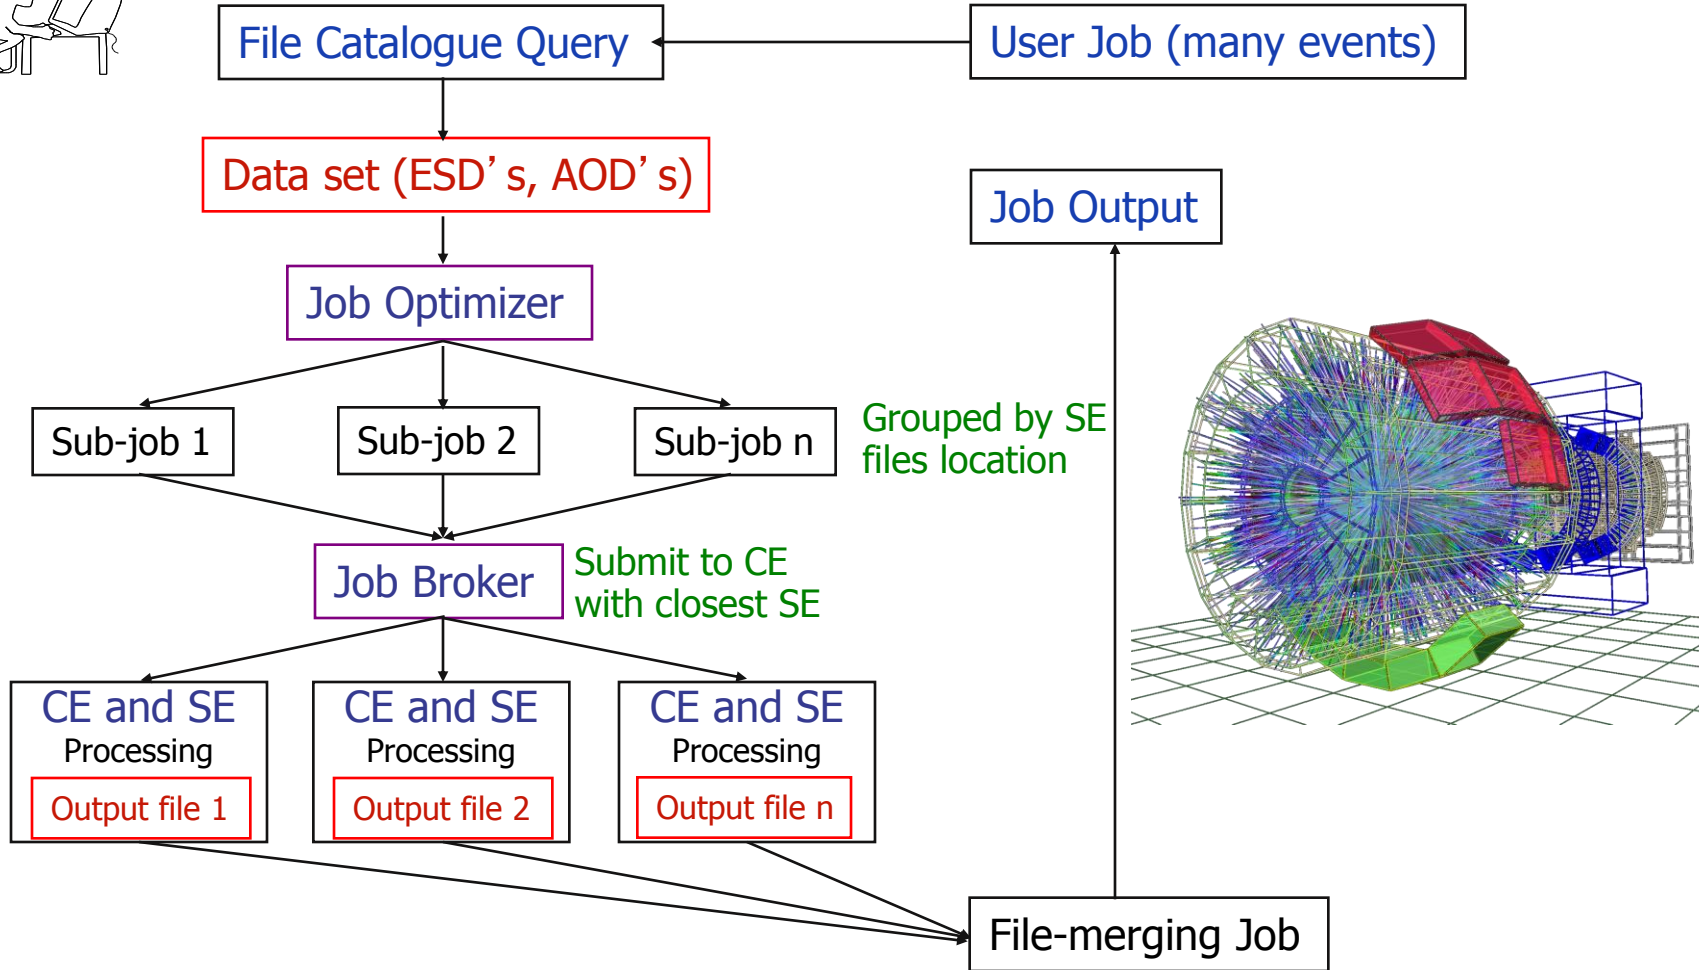 File Catalogue Query
User Job (many events)
Data set (ESD’s, AOD’s)
Job Output
Job Optimizer
Sub-job 1
Sub-job 2
Sub-job n
Grouped by SE
files location
Job Broker
Submit to CE
with closest SE
CE and SE
Processing
Output file 1
CE and SE
Processing
Output file 2
CE and SE
Processing
Output file n
File-merging Job